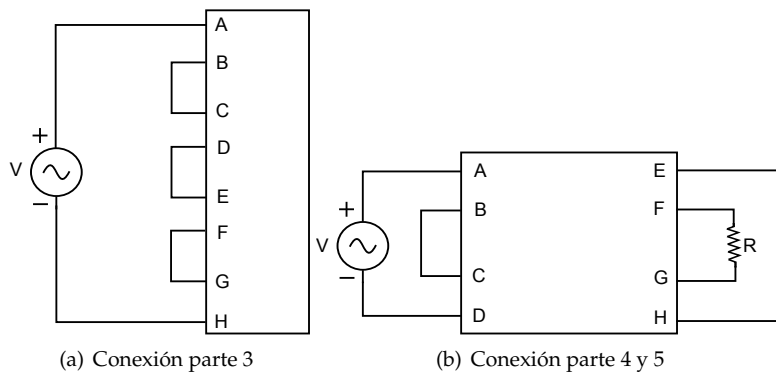 A
B
C
D
E
F
G
H
+
V
−
(a) Conexión parte 3
A
B
C
D
E
F
G
H
+
V
−
R
(b) Conexión parte 4 y 5